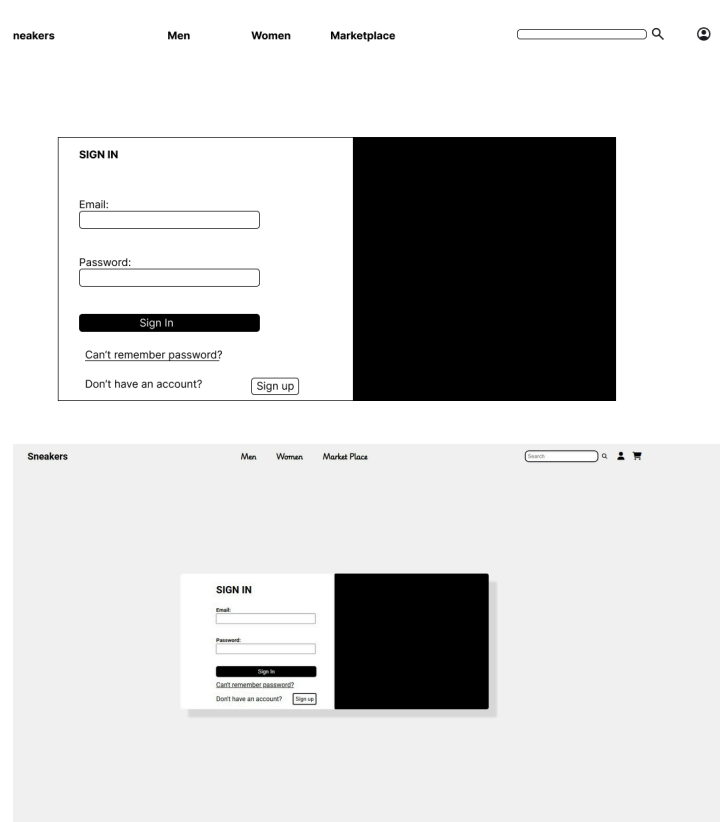 neakers Men Women Marketplace
SIGN IN
Email:
Password:
Sign In
Can't remember password?
Don't have an account? Sign up
Sneakers Men Women Market Place Search
SIGN IN
Email:
Password:
Sign In
Can't remember password?
Don't have an account? Sign up